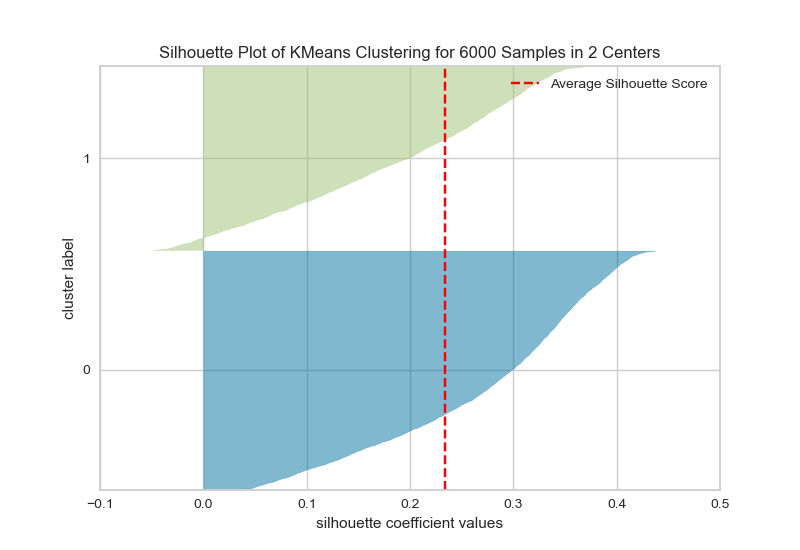 Silhouette Plot of KMeans Clustering for 6000 Samples in 2 Centers
Average Silhouette Score
1
cluster label
0
−0.1 0.0 0.1 0.2 0.3 0.4 0.5
silhouette coefficient values